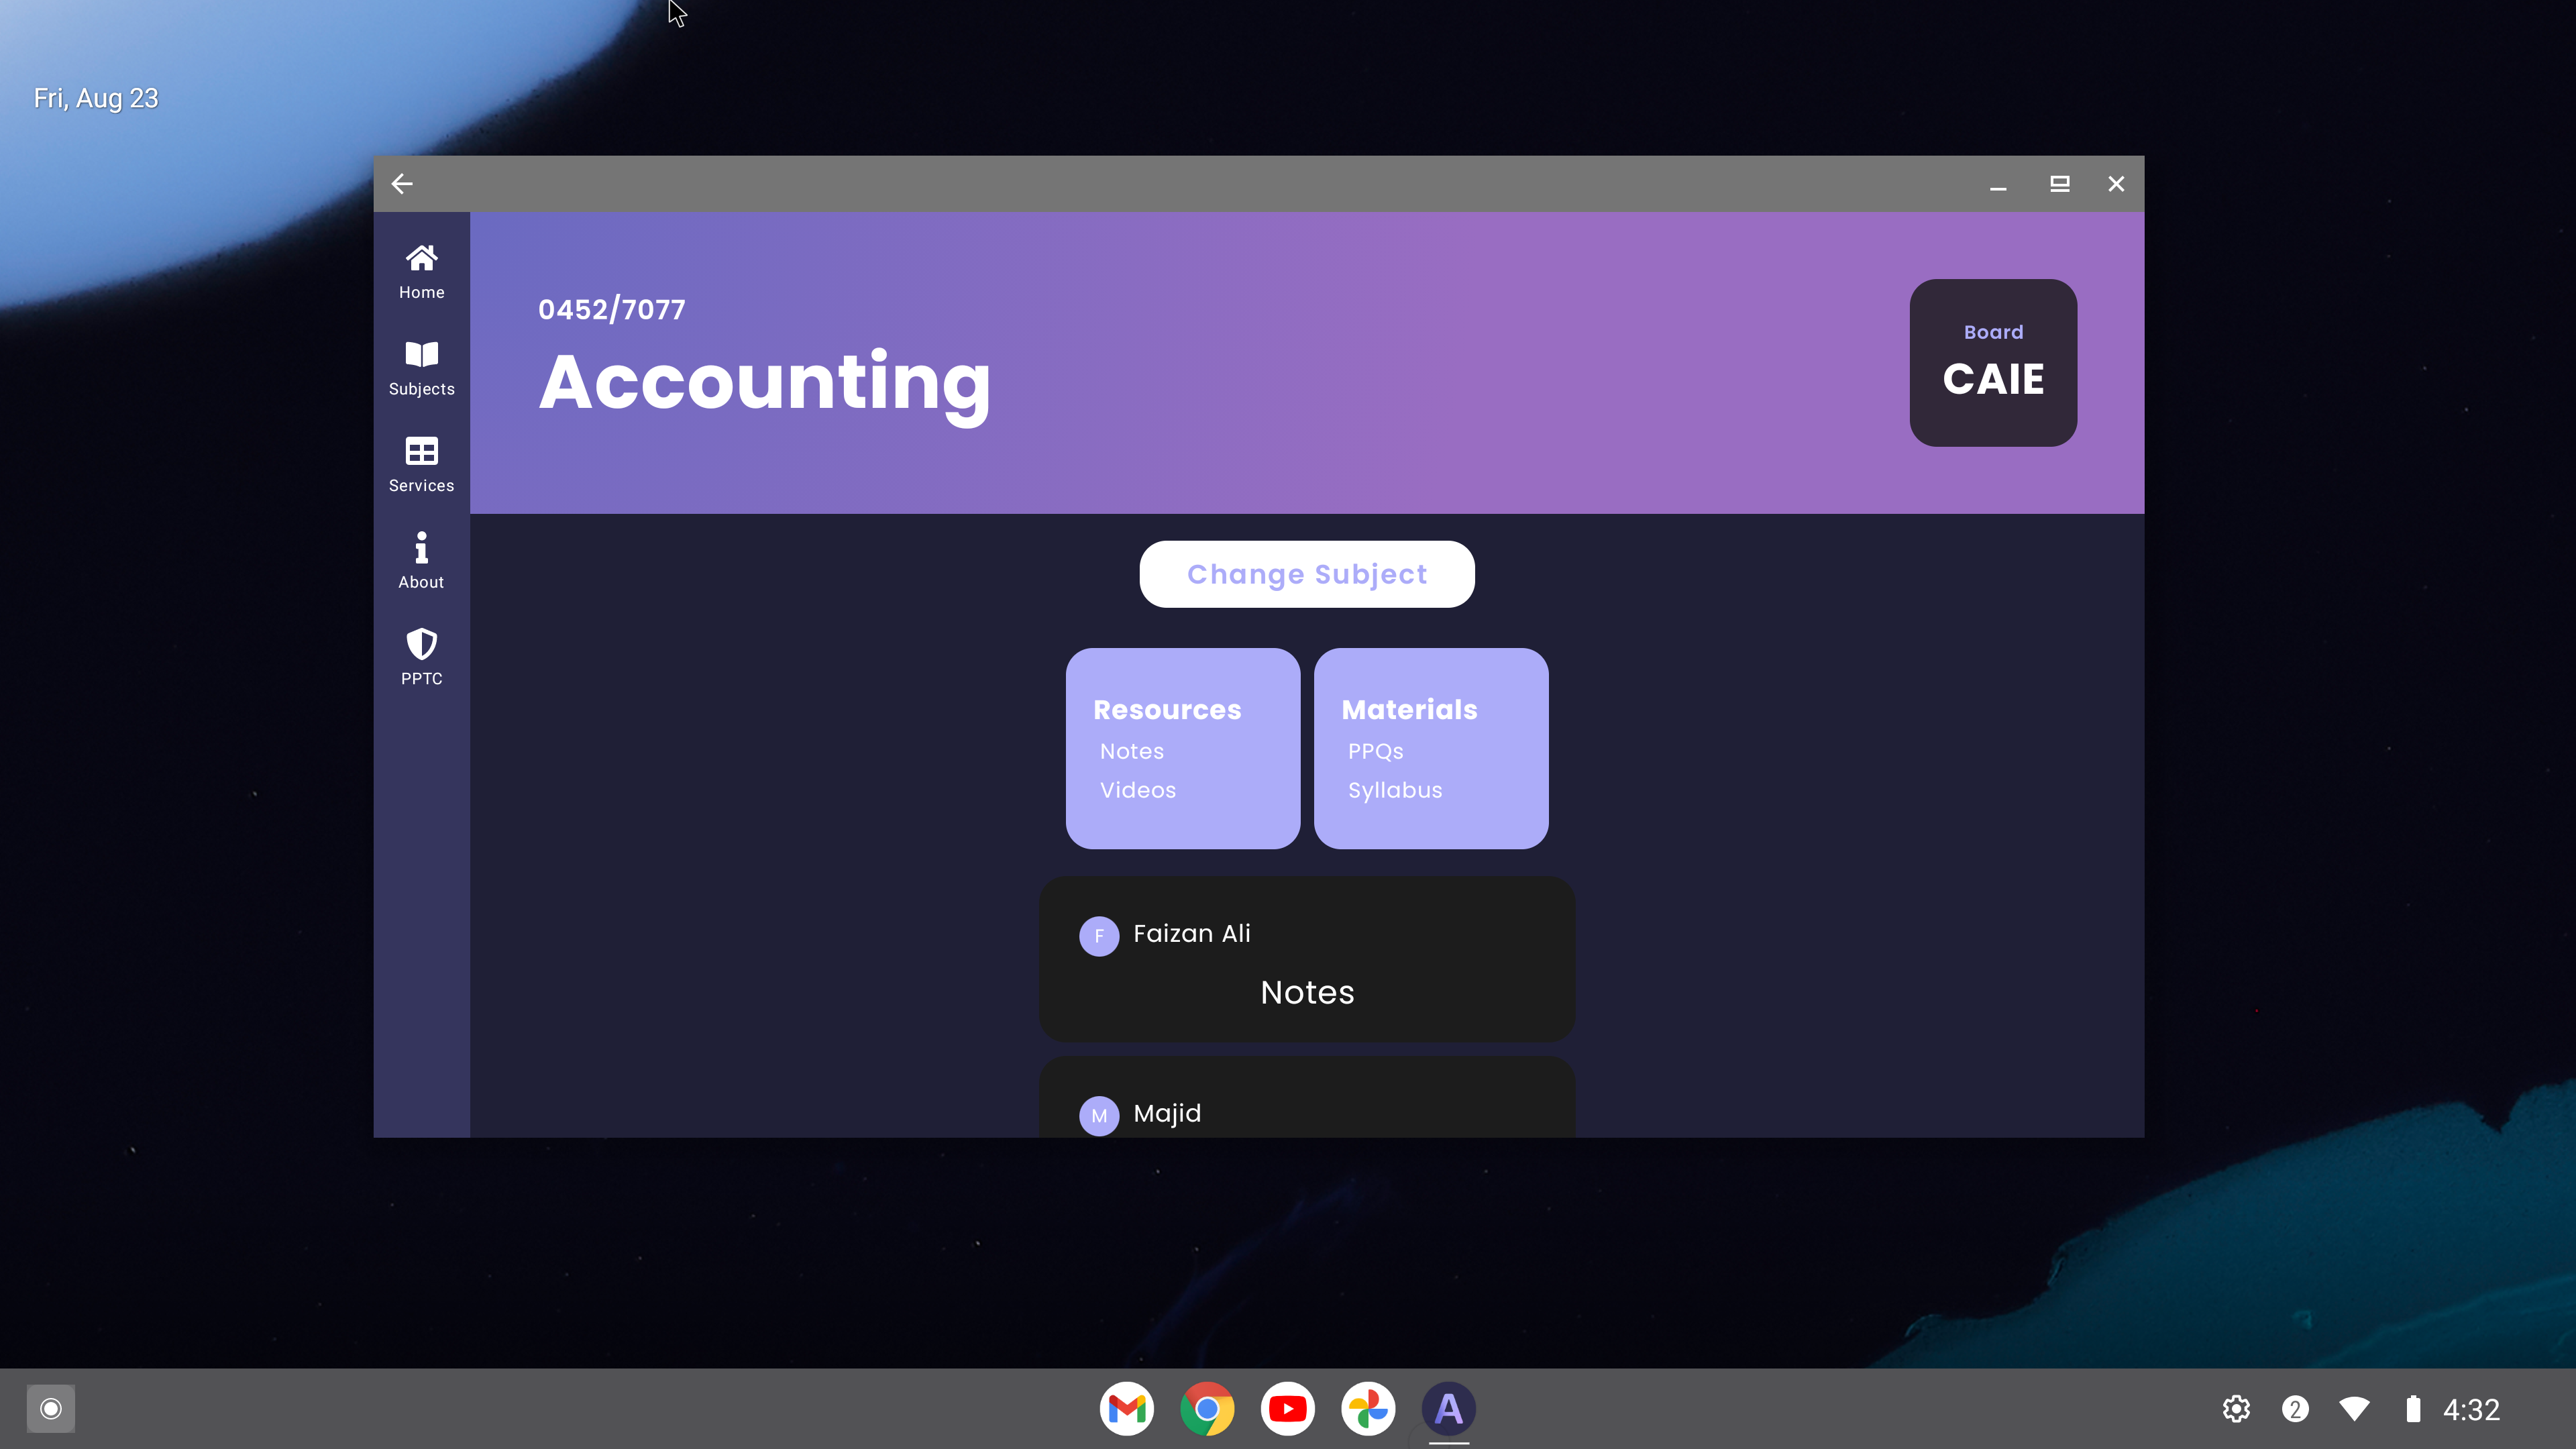 Fri, Aug 23
Home
Subjects
Services
About
PPTC
0452/7077
Accounting
Board
CAIE
Change Subject
Resources
Notes
Videos
Materials
PPQs
Syllabus
F Faizan Ali
Notes
M Majid
A
2
4:32